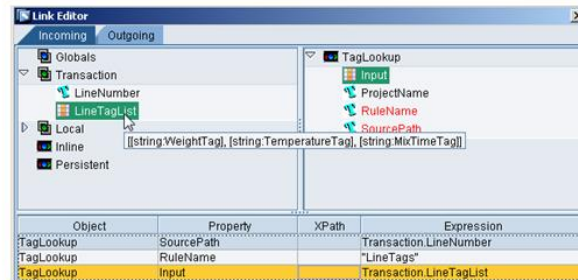 Link Editor
Incoming Outgoing
Globals
Transaction
LineNumber
LineTagList
Local
Inline
Persistent
TagLookup
Input
ProjectName
RuleName
SourcePath
[[string:WeightTag], [string:TemperatureTag], [string:MixTimeTag]]
Object Property XPath Expression
TagLookup SourcePath Transaction.LineNumber
TagLookup RuleName "LineTags"
TagLookup Input Transaction.LineTagList